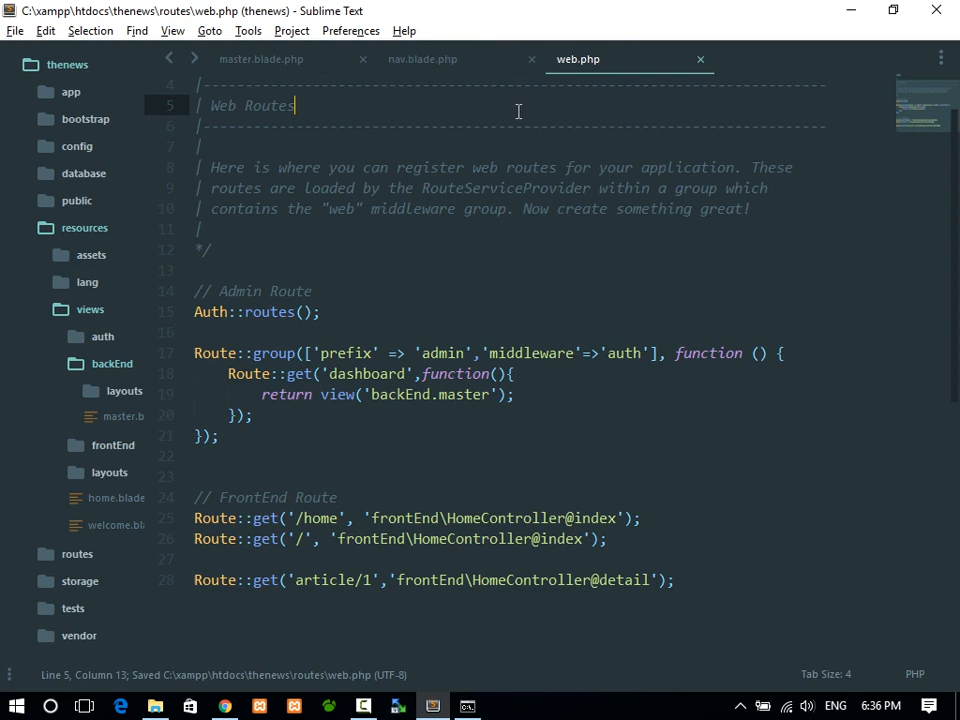 C:\xampp\htdocs\thenews\routes\web.php (thenews) - Sublime Text
File Edit Selection Find View Goto Tools Project Preferences Help
thenews
app
bootstrap
config
database
public
resources
assets
lang
views
auth
backEnd
layouts
master.b
frontEnd
layouts
home.blade
welcome.bl
routes
storage
tests
vendor
master.blade.php × nav.blade.php × web.php ×
4 |--------------------------------------------------------------------------
5 | Web Routes
6 |--------------------------------------------------------------------------
7 |
8 | Here is where you can register web routes for your application. These
9 | routes are loaded by the RouteServiceProvider within a group which
10 | contains the "web" middleware group. Now create something great!
11 |
12 */
13
14 // Admin Route
15 Auth::routes();
16
17 Route::group(['prefix' => 'admin','middleware'=>'auth'], function () {
18     Route::get('dashboard',function(){
19         return view('backEnd.master');
20     });
21 });
22
23
24 // FrontEnd Route
25 Route::get('/home', 'frontEnd\HomeController@index');
26 Route::get('/', 'frontEnd\HomeController@index');
27
28 Route::get('article/1','frontEnd\HomeController@detail');
Line 5, Column 13; Saved C:\xampp\htdocs\thenews\routes\web.php (UTF-8) Tab Size: 4 PHP
ENG 6:36 PM